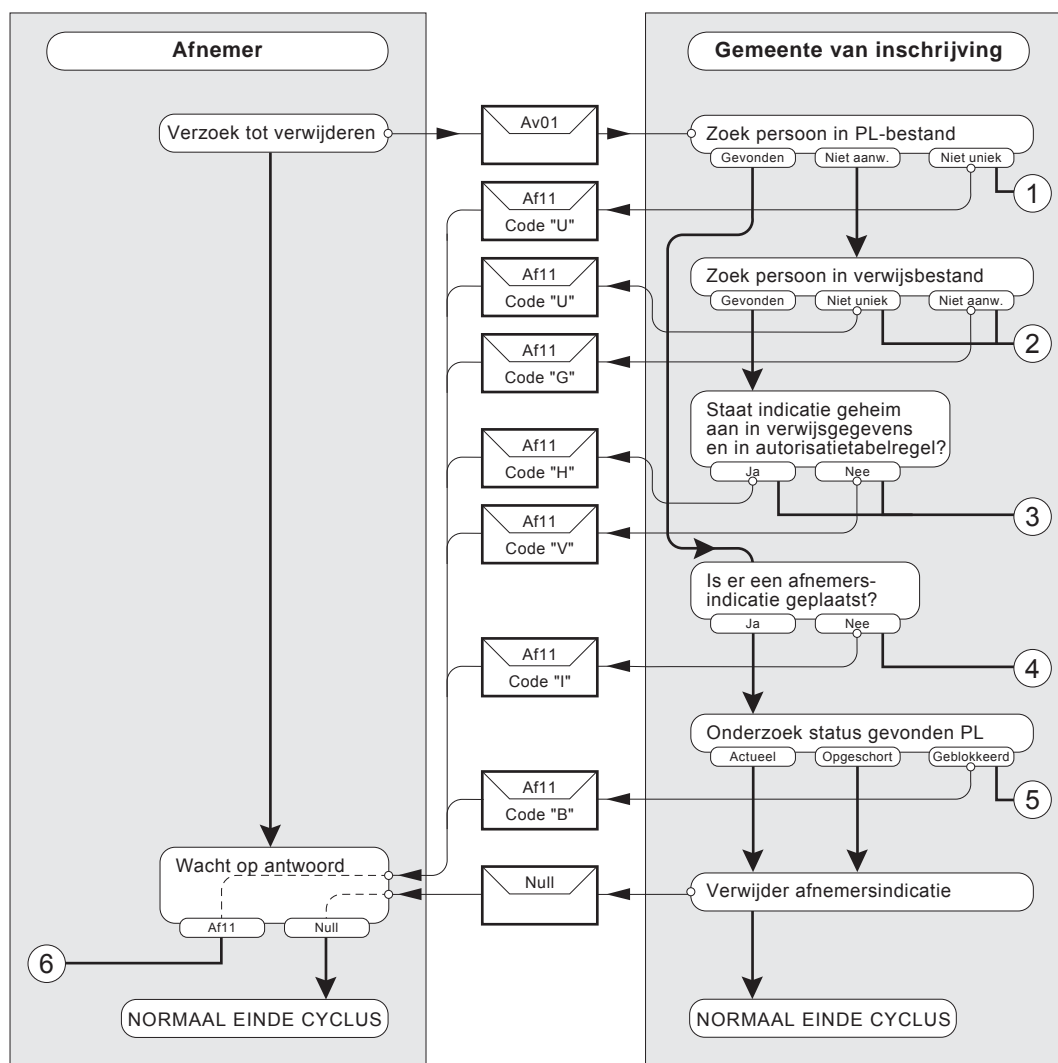 Afnemer
Gemeente van inschrijving
Verzoek tot verwijderen
Av01
Zoek persoon in PL-bestand
Gevonden
Niet aanw.
Niet uniek
1
Af11
Code "U"
Zoek persoon in verwijsbestand
Gevonden
Niet uniek
Niet aanw.
2
Af11
Code "U"
Af11
Code "G"
Staat indicatie geheim
aan in verwijsgegevens
en in autorisatietabelregel?
Ja
Nee
3
Af11
Code "H"
Af11
Code "V"
Is er een afnemers-
indicatie geplaatst?
Ja
Nee
4
Af11
Code "I"
Onderzoek status gevonden PL
Actueel
Opgeschort
Geblokkeerd
5
Af11
Code "B"
Wacht op antwoord
Af11
Null
6
Null
Verwijder afnemersindicatie
NORMAAL EINDE CYCLUS
NORMAAL EINDE CYCLUS